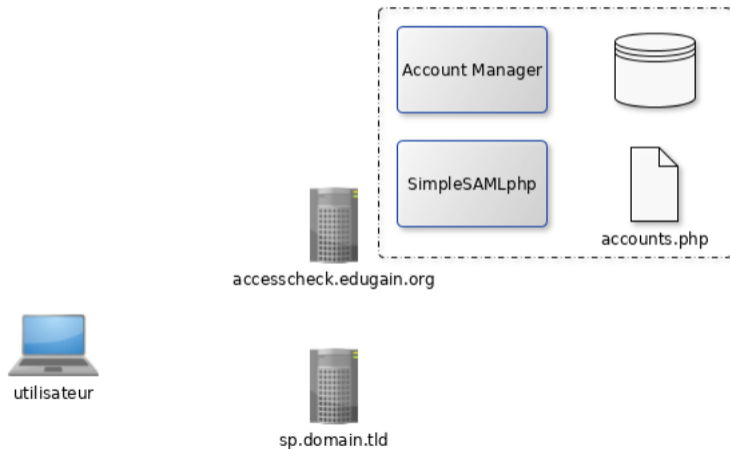 Account Manager
SimpleSAMLphp
accounts.php
accesscheck.edugain.org
utilisateur
sp.domain.tld